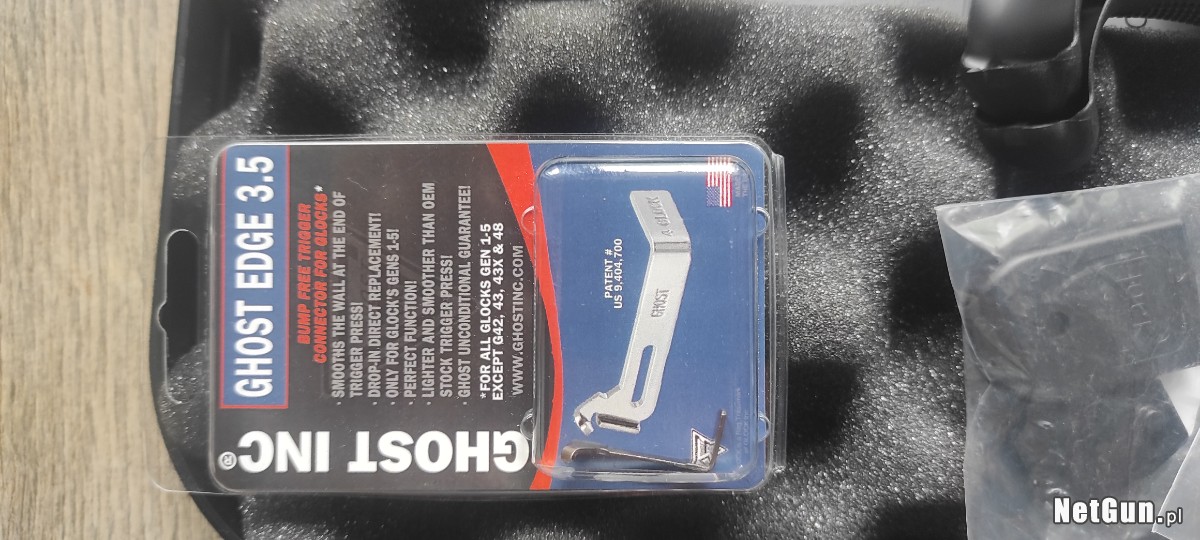 GHOST EDGE 3.5
BUMP FREE TRIGGER
CONNECTOR FOR GLOCKS*
· SMOOTHS THE WALL AT THE END OF
TRIGGER PRESS!
· DROP-IN DIRECT REPLACEMENT!
· ONLY FOR GLOCK'S GENS 1-5!
· PERFECT FUNCTION!
· LIGHTER AND SMOOTHER THAN OEM
STOCK TRIGGER PRESS!
· GHOST UNCONDITIONAL GUARANTEE!
*FOR ALL GLOCKS GEN 1-5
EXCEPT G42, 43, 43X & 48
WWW.GHOSTINC.COM
GHOST INC®
GHOST INC
PATENT #
US 9,404,700
GHOST
NetGun.pl